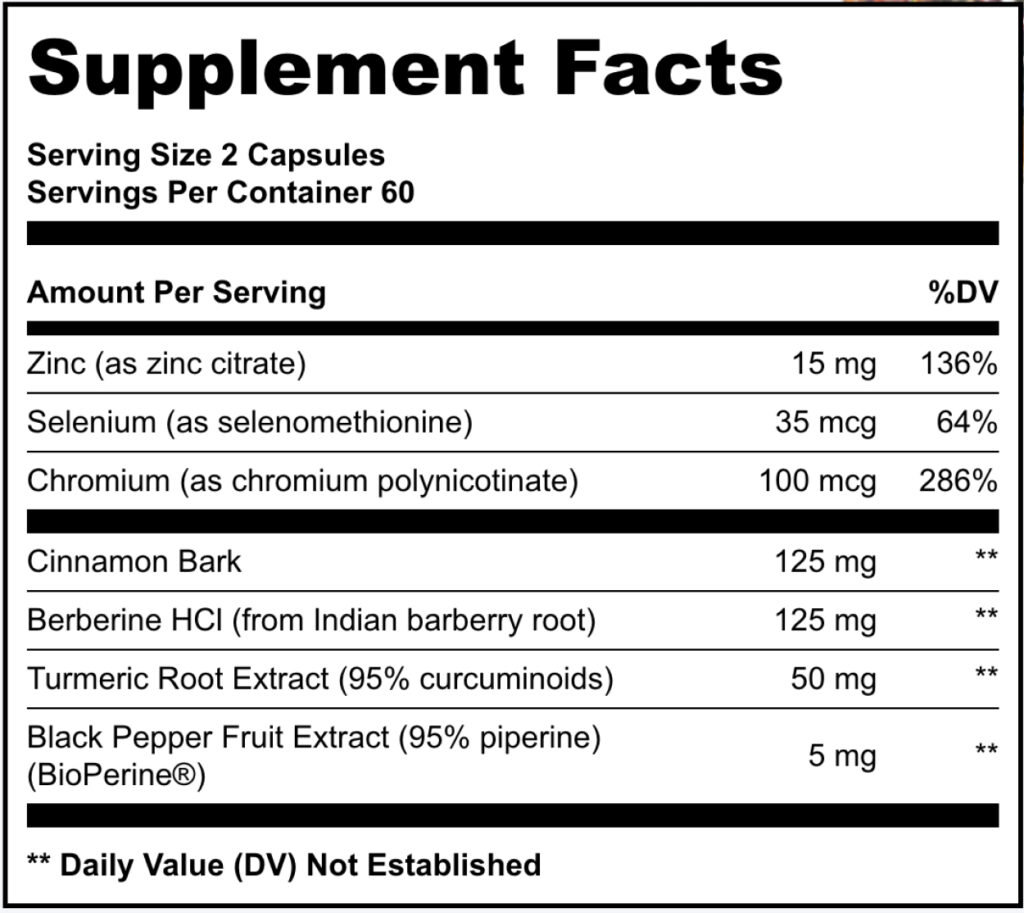 Supplement Facts
Serving Size 2 Capsules
Servings Per Container 60
Amount Per Serving %DV
Zinc (as zinc citrate) 15 mg 136%
Selenium (as selenomethionine) 35 mcg 64%
Chromium (as chromium polynicotinate) 100 mcg 286%
Cinnamon Bark 125 mg **
Berberine HCl (from Indian barberry root) 125 mg **
Turmeric Root Extract (95% curcuminoids) 50 mg **
Black Pepper Fruit Extract (95% piperine)
(BioPerine®) 5 mg **
** Daily Value (DV) Not Established